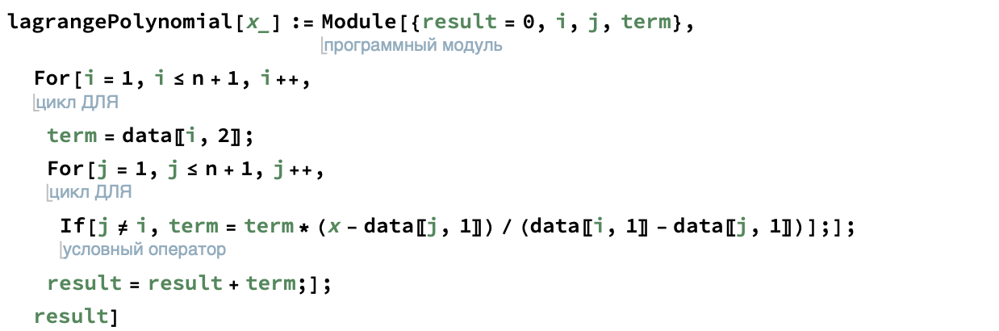 lagrangePolynomial[x_] := Module[{result = 0, i, j, term},
программный модуль
For[i = 1, i ≤ n + 1, i ++,
цикл ДЛЯ
term = data〚i, 2〛;
For[j = 1, j ≤ n + 1, j ++,
цикл ДЛЯ
If[j ≠ i, term = term * (x - data〚j, 1〛) / (data〚i, 1〛 - data〚j, 1〛)];];
условный оператор
result = result + term;];
result]